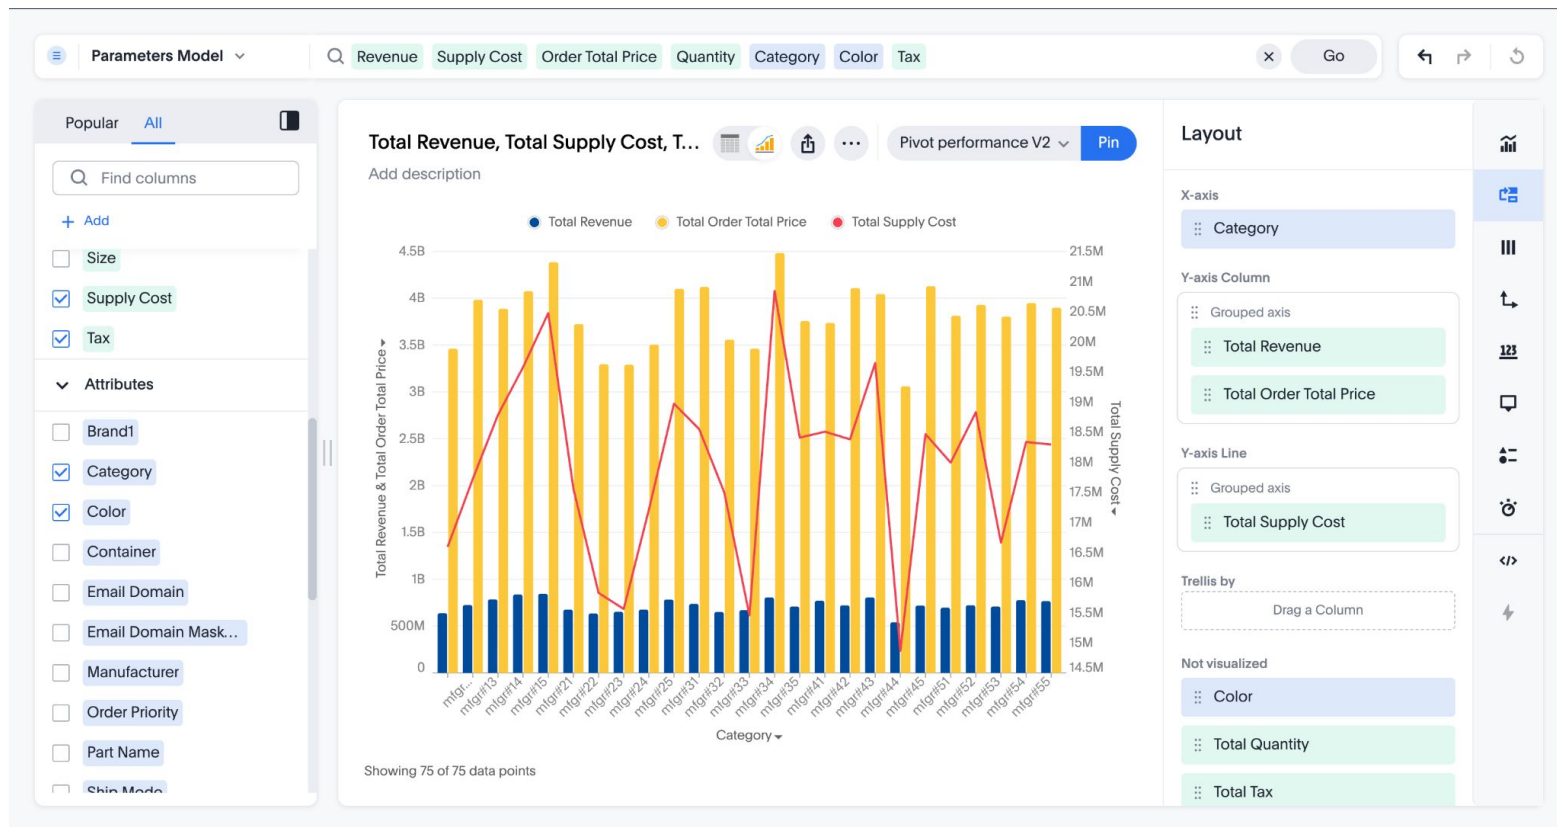 Parameters Model
Revenue Supply Cost Order Total Price Quantity Category Color Tax
Go
Popular All
Find columns
+ Add
Size
Supply Cost
Tax
Attributes
Brand1
Category
Color
Container
Email Domain
Email Domain Mask...
Manufacturer
Order Priority
Part Name
Ship Mode
Total Revenue, Total Supply Cost, T...
Pivot performance V2
Pin
Add description
Total Revenue Total Order Total Price Total Supply Cost
Total Revenue & Total Order Total Price
4.5B
4B
3.5B
3B
2.5B
2B
1.5B
1B
500M
0
21.5M
21M
20.5M
20M
19.5M
19M
18.5M
18M
17.5M
17M
16.5M
16M
15.5M
15M
14.5M
Total Supply Cost
mfgr... mfgr#13 mfgr#14 mfgr#15 mfgr#21 mfgr#22 mfgr#23 mfgr#24 mfgr#25 mfgr#31 mfgr#32 mfgr#33 mfgr#34 mfgr#35 mfgr#41 mfgr#42 mfgr#43 mfgr#44 mfgr#45 mfgr#51 mfgr#52 mfgr#53 mfgr#54 mfgr#55
Category
Showing 75 of 75 data points
Layout
X-axis
Category
Y-axis Column
Grouped axis
Total Revenue
Total Order Total Price
Y-axis Line
Grouped axis
Total Supply Cost
Trellis by
Drag a Column
Not visualized
Color
Total Quantity
Total Tax
123
</>